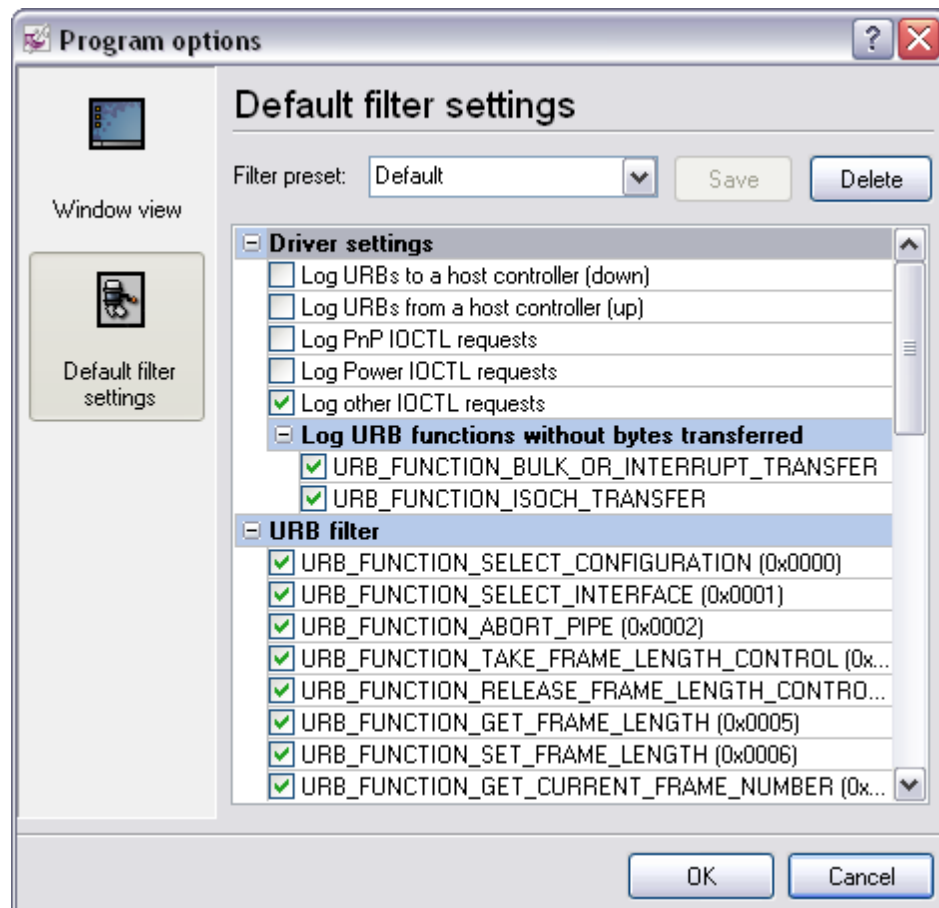 Program options
Default filter settings
Filter preset: Default Save Delete
Window view
Default filter
settings
Driver settings
Log URBs to a host controller (down)
Log URBs from a host controller (up)
Log PnP IOCTL requests
Log Power IOCTL requests
Log other IOCTL requests
Log URB functions without bytes transferred
URB_FUNCTION_BULK_OR_INTERRUPT_TRANSFER
URB_FUNCTION_ISOCH_TRANSFER
URB filter
URB_FUNCTION_SELECT_CONFIGURATION (0x0000)
URB_FUNCTION_SELECT_INTERFACE (0x0001)
URB_FUNCTION_ABORT_PIPE (0x0002)
URB_FUNCTION_TAKE_FRAME_LENGTH_CONTROL (0x...
URB_FUNCTION_RELEASE_FRAME_LENGTH_CONTRO...
URB_FUNCTION_GET_FRAME_LENGTH (0x0005)
URB_FUNCTION_SET_FRAME_LENGTH (0x0006)
URB_FUNCTION_GET_CURRENT_FRAME_NUMBER (0x...
OK Cancel